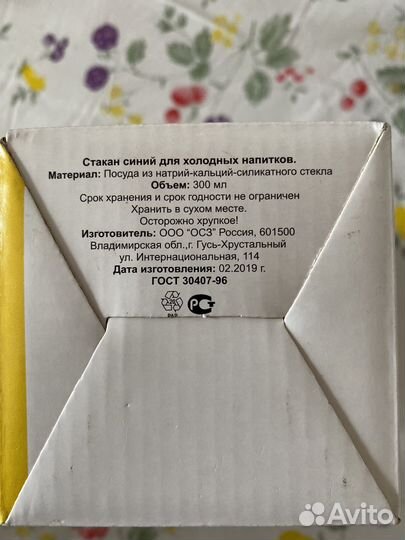 Стакан синий для холодных напитков.
Материал: Посуда из натрий-кальций-силикатного стекла
Объем: 300 мл
Срок хранения и срок годности не ограничен
Хранить в сухом месте.
Осторожно хрупкое!
Изготовитель: ООО "ОСЗ" Россия, 601500
Владимирская обл.,г. Гусь-Хрустальный
ул. Интернациональная, 114
Дата изготовления: 02.2019 г.
ГОСТ 30407-96
Avito